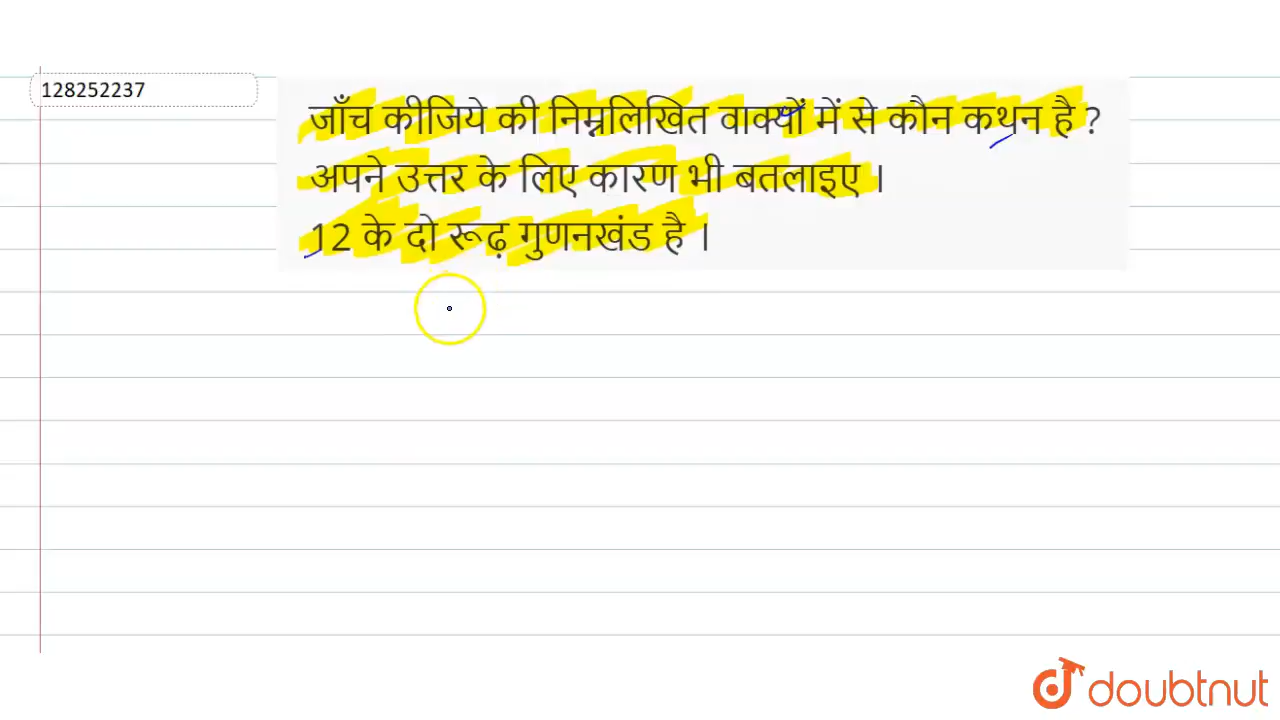 128252237
जाँच कीजिये की निम्नलिखित वाक्यों में से कौन कथन है ?
अपने उत्तर के लिए कारण भी बतलाइए ।
12 के दो रूढ़ गुणनखंड है ।
doubtnut